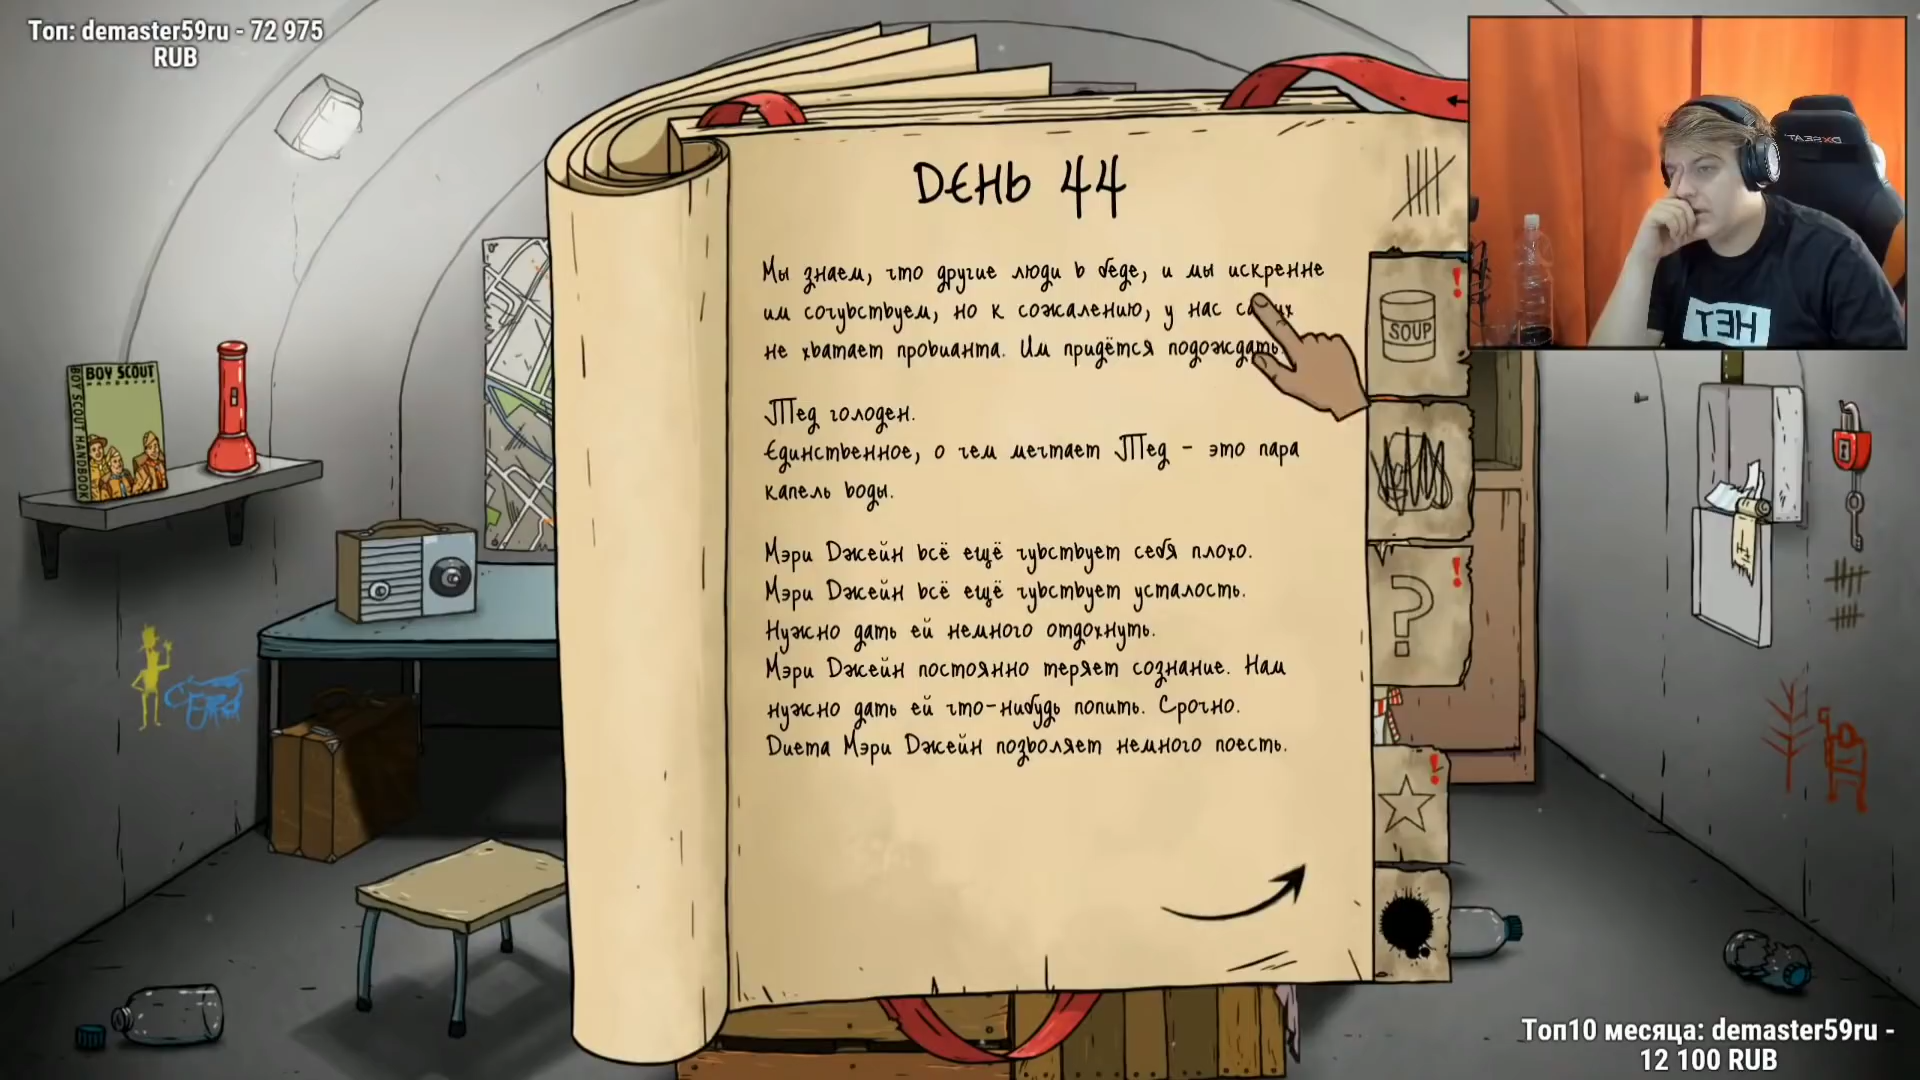 Топ: demaster59ru - 72 975
RUB
ДЕНЬ 44
Мы знаем, что другие люди в беде, и мы искренне
им сочувствуем, но к сожалению, у нас самих
не хватает провианта. Им придётся подождать.
Тед голоден.
Единственное, о чем мечтает Тед - это пара
капель воды.
Мэри Джейн всё ещё чувствует себя плохо.
Мэри Джейн всё ещё чувствует усталость.
Нужно дать ей немного отдохнуть.
Мэри Джейн постоянно теряет сознание. Нам
нужно дать ей что-нибудь попить. Срочно.
Диета Мэри Джейн позволяет немного поесть.
SOUP
!
!
?
!
BOY SCOUT
HANDBOOK
BOY SCOUT HANDBOOK
DXSEAT
НЕТ
Топ10 месяца: demaster59ru -
12 100 RUB